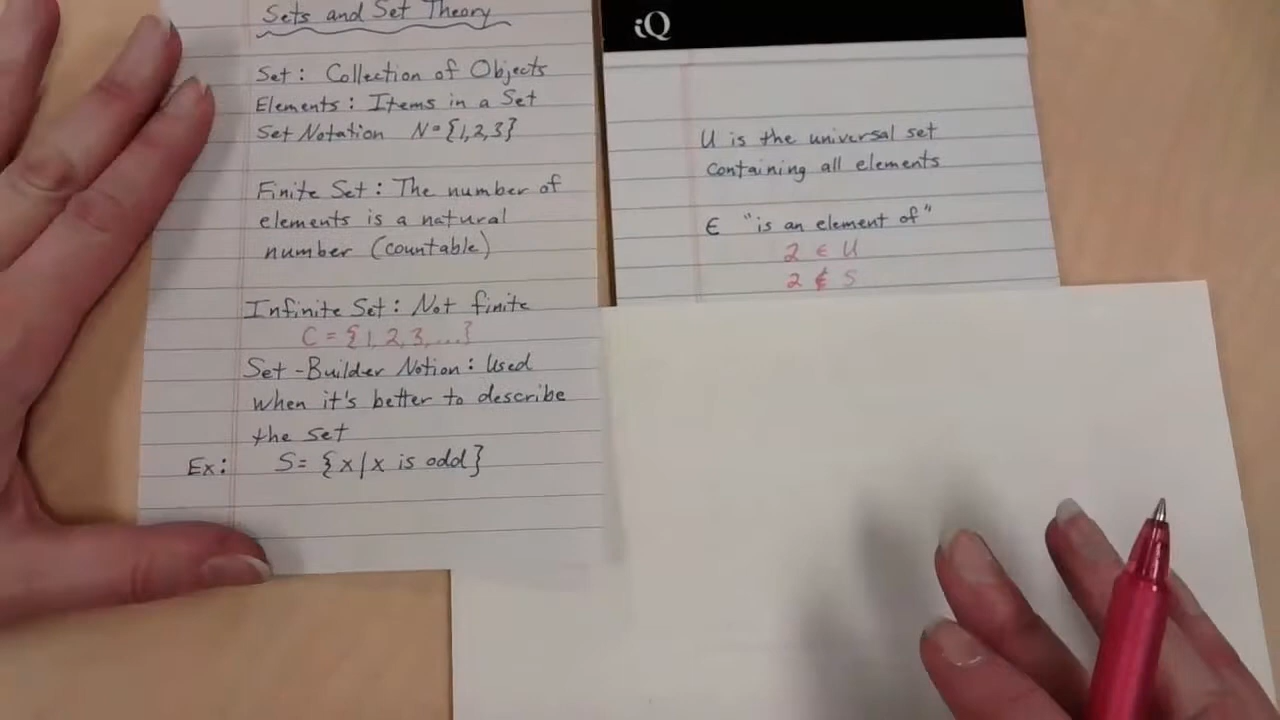 Sets and Set Theory
Set: Collection of Objects
Elements: Items in a Set
Set Notation N={1,2,3}
Finite Set: The number of
elements is a natural
number (countable)
Infinite Set: Not finite
C = {1, 2, 3, ...}
Set-Builder Notion: Used
when it's better to describe
the set
Ex: S= {x/x is odd}
iQ
U is the universal set
containing all elements
∈ "is an element of"
2 ∈ U
2 ∉ S